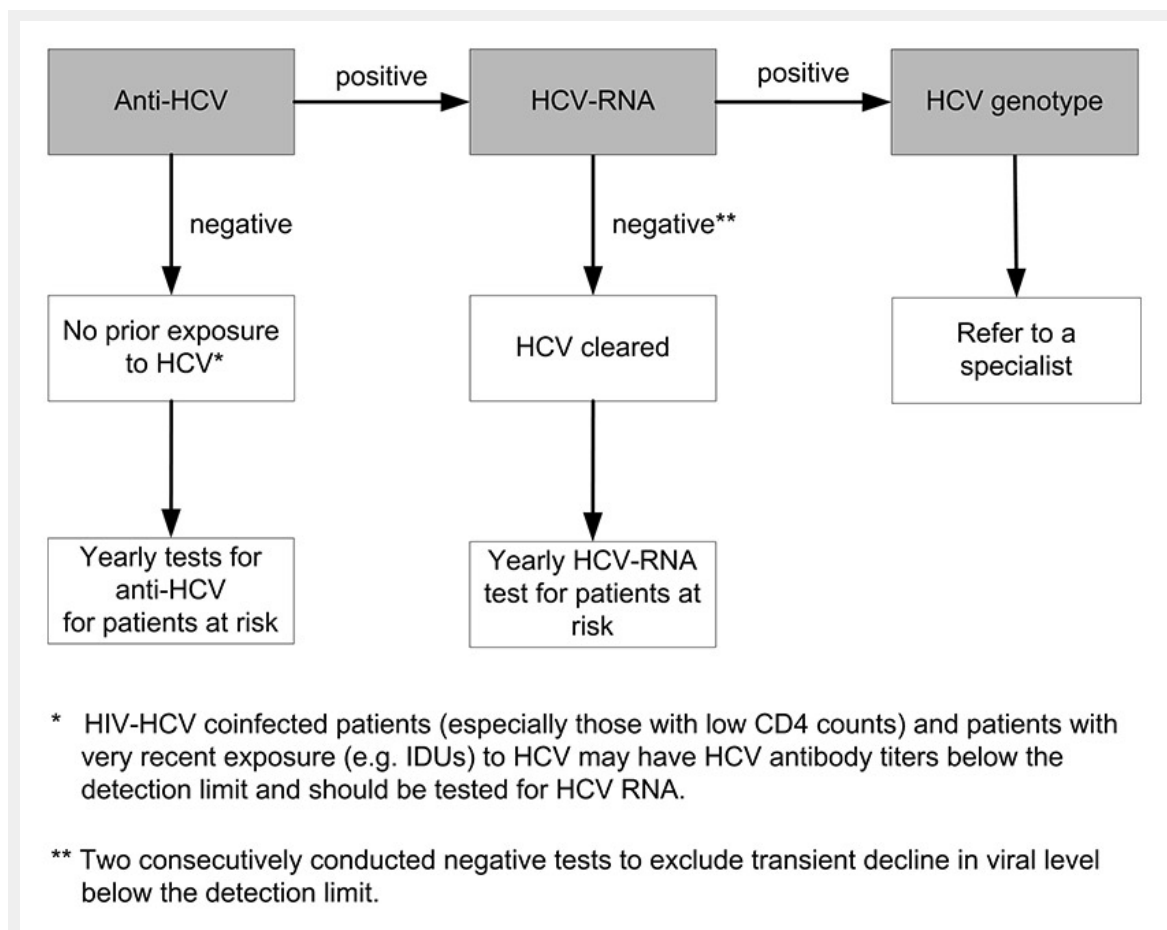 Anti-HCV
positive
HCV-RNA
positive
HCV genotype
negative
negative**
No prior exposure
to HCV*
HCV cleared
Refer to a
specialist
Yearly tests for
anti-HCV
for patients at risk
Yearly HCV-RNA
test for patients at
risk
* HIV-HCV coinfected patients (especially those with low CD4 counts) and patients with
very recent exposure (e.g. IDUs) to HCV may have HCV antibody titers below the
detection limit and should be tested for HCV RNA.
** Two consecutively conducted negative tests to exclude transient decline in viral level
below the detection limit.